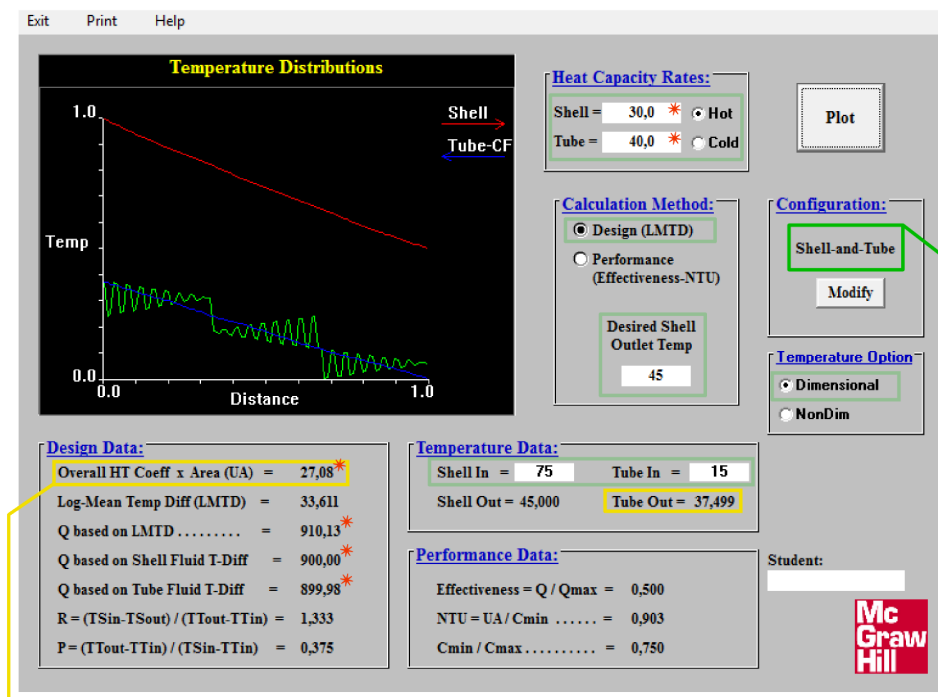 Exit Print Help
Temperature Distributions
1.0
Temp
0.0
0.0
Distance
1.0
Shell
Tube-CF
Heat Capacity Rates:
Shell = 30,0 * Hot
Tube = 40,0 * Cold
Plot
Calculation Method:
Design (LMTD)
Performance
(Effectiveness-NTU)
Desired Shell
Outlet Temp
45
Configuration:
Shell-and-Tube
Modify
Temperature Option
Dimensional
NonDim
Design Data:
Overall HT Coeff x Area (UA) = 27,08*
Log-Mean Temp Diff (LMTD) = 33,611
Q based on LMTD ......... = 910,13*
Q based on Shell Fluid T-Diff = 900,00*
Q based on Tube Fluid T-Diff = 899,98*
R = (TSin-TSout) / (TTout-TTin) = 1,333
P = (TTout-TTin) / (TSin-TTin) = 0,375
Temperature Data:
Shell In = 75 Tube In = 15
Shell Out = 45,000 Tube Out = 37,499
Performance Data:
Effectiveness = Q / Qmax = 0,500
NTU = UA / Cmin ...... = 0,903
Cmin / Cmax .......... = 0,750
Student:
Mc
Graw
Hill